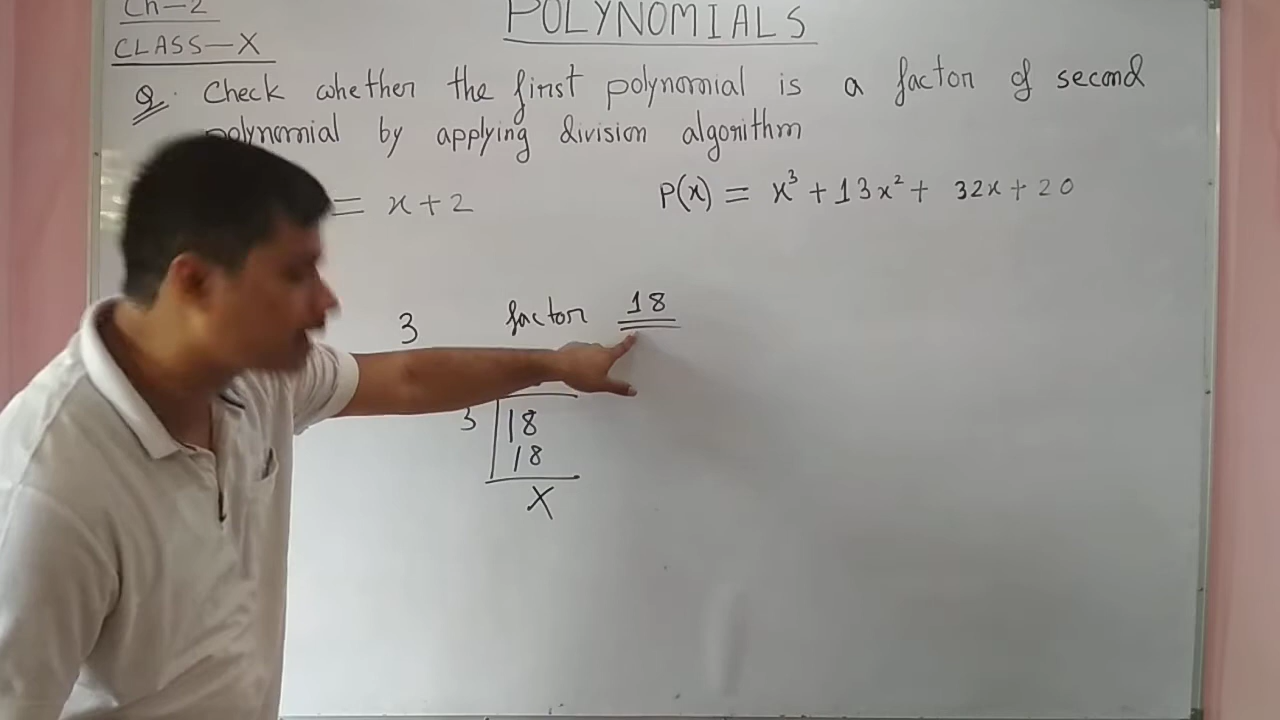 Ch-2
POLYNOMIALS
CLASS-X
Q. Check whether the first polynomial is a factor of second
polynomial by applying division algorithm
= x+2
P(x) = x³ + 13x² + 32x + 20
3 factor 18
3 18
18
X